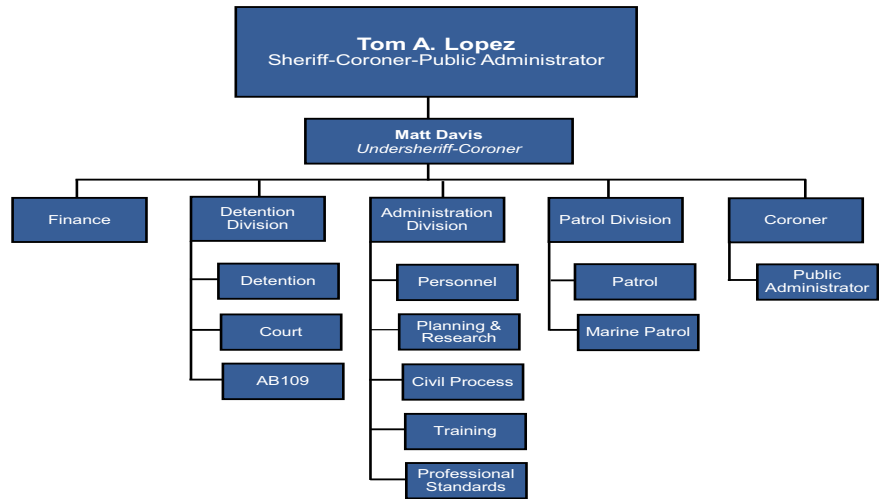 Tom A. Lopez
Sheriff-Coroner-Public Administrator
Matt Davis
Undersheriff-Coroner
Finance
Detention
Division
Detention
Court
AB109
Administration
Division
Personnel
Planning &
Research
Civil Process
Training
Professional
Standards
Patrol Division
Patrol
Marine Patrol
Coroner
Public
Administrator